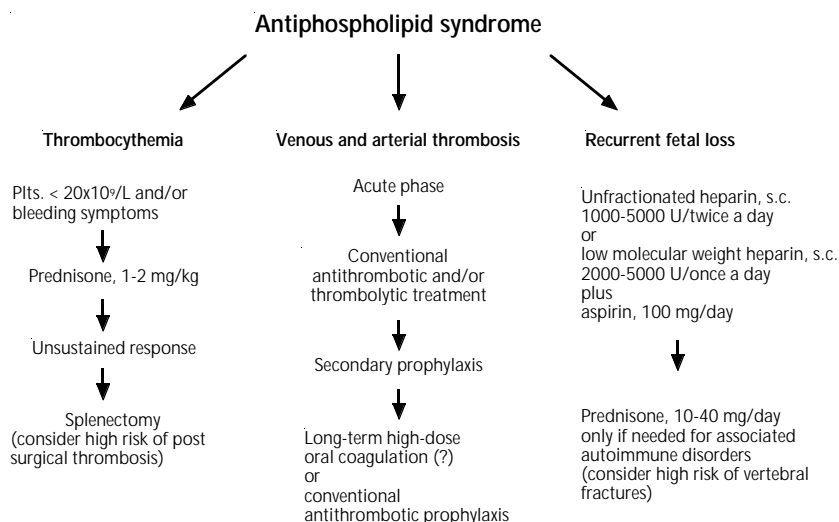 Antiphospholipid syndrome
Thrombocythemia
Plts. < 20x10⁹/L and/or
bleeding symptoms
Prednisone, 1-2 mg/kg
Unsustained response
Splenectomy
(consider high risk of post
surgical thrombosis)
Venous and arterial thrombosis
Acute phase
Conventional
antithrombotic and/or
thrombolytic treatment
Secondary prophylaxis
Long-term high-dose
oral coagulation (?)
or
conventional
antithrombotic prophylaxis
Recurrent fetal loss
Unfractionated heparin, s.c.
1000-5000 U/twice a day
or
low molecular weight heparin, s.c.
2000-5000 U/once a day
plus
aspirin, 100 mg/day
Prednisone, 10-40 mg/day
only if needed for associated
autoimmune disorders
(consider high risk of vertebral
fractures)